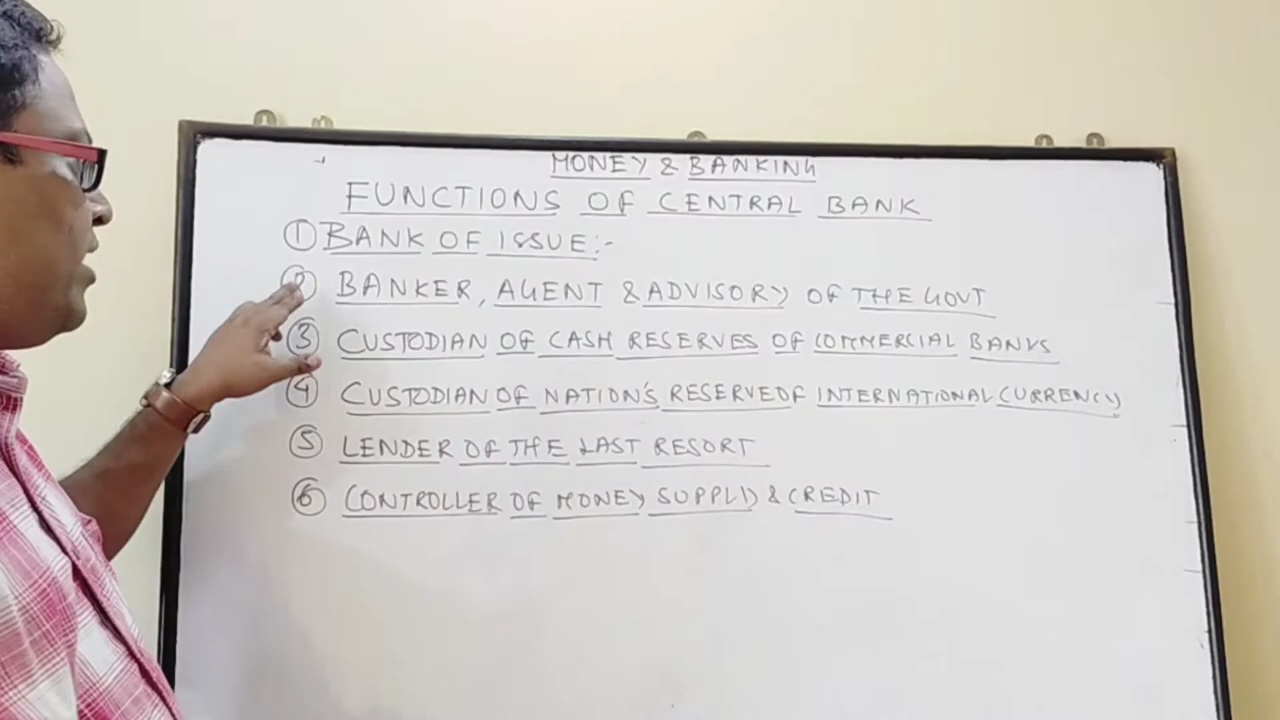 MONEY & BANKING
FUNCTIONS OF CENTRAL BANK
① BANK OF ISSUE:-
② BANKER, AGENT & ADVISORY OF THE GOVT
③ CUSTODIAN OF CASH RESERVES OF COMMERCIAL BANKS
④ CUSTODIAN OF NATION'S RESERVE OF INTERNATIONAL CURRENCY
⑤ LENDER OF THE LAST RESORT
⑥ CONTROLLER OF MONEY SUPPLY & CREDIT